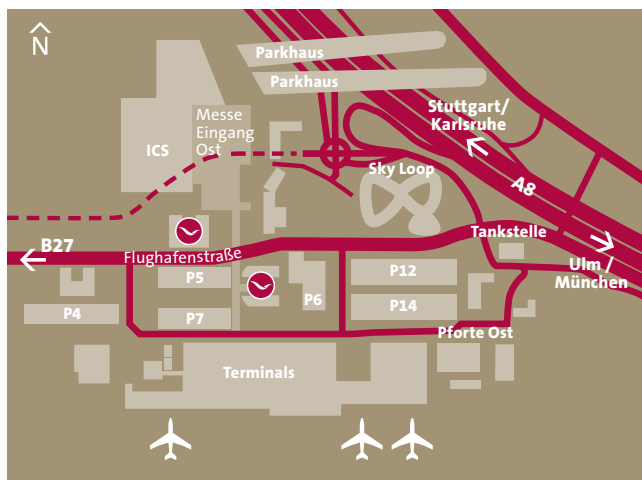 N
Parkhaus
Parkhaus
Stuttgart/
Karlsruhe
Messe
Eingang
Ost
ICS
Sky Loop
A8
Tankstelle
B27
Flughafenstraße
Ulm /
München
P5
P12
P4
P7
P6
P14
Pforte Ost
Terminals